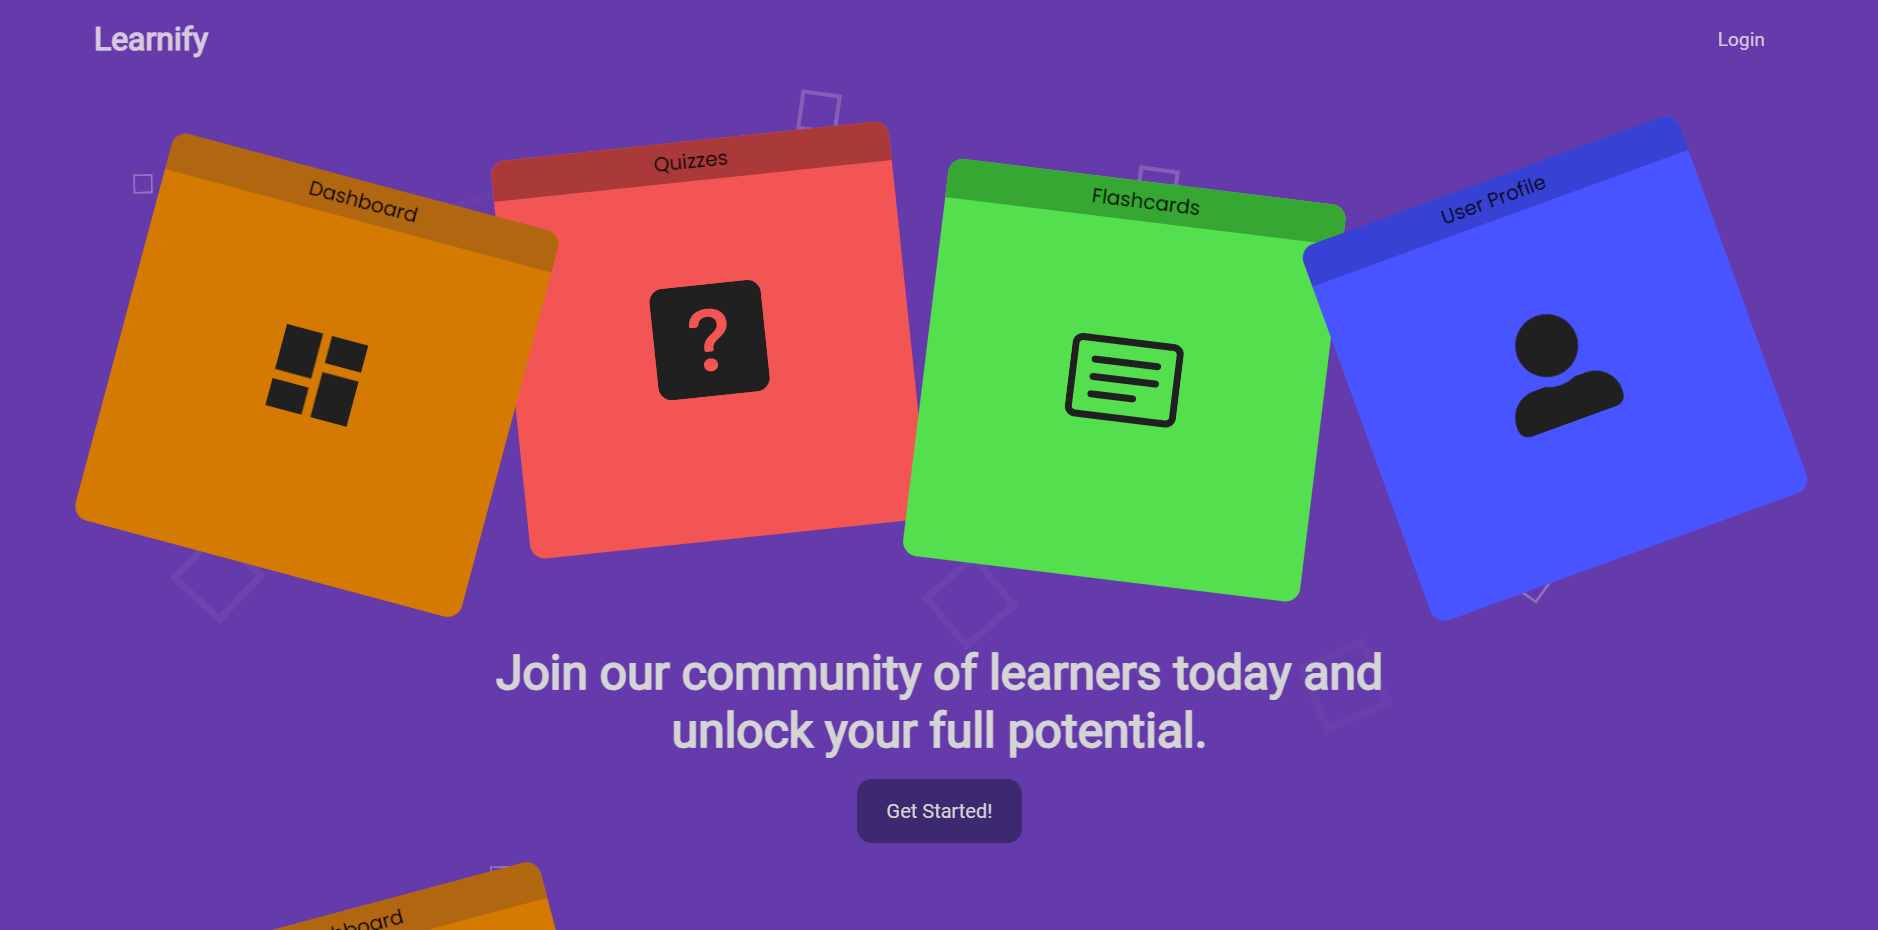 Learnify
Login
Dashboard
Quizzes
Flashcards
User Profile
?
Join our community of learners today and
unlock your full potential.
Get Started!
hboard